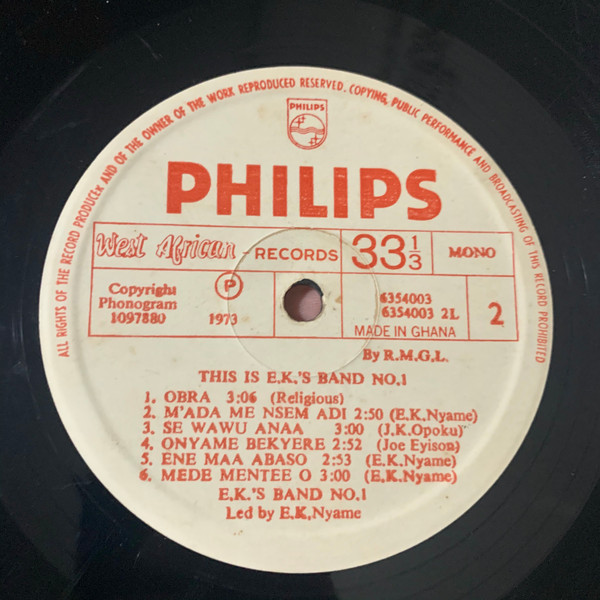 ALL RIGHTS OF THE RECORD PRODUCER AND OF THE OWNER OF THE WORK REPRODUCED RESERVED. COPYING, PUBLIC PERFORMANCE AND BROADCASTING OF THIS RECORD PROHIBITED
PHILIPS
PHILIPS
West African RECORDS 33 1/3 MONO
Copyright Phonogram 1097880
P 1973
6354003
6354003 2L
MADE IN GHANA
2
By R.M.G.L.
THIS IS E.K.'S BAND NO.1
1. OBRA 3:06 (Religious)
2. M'ADA ME NSEM ADI 2:50 (E.K.Nyame)
3. SE WAWU ANAA 3:00 (J.K.Opoku)
4. ONYAME BEKYERE 2:52 (Joe Eyison)
5. ENE MAA ABASO 2:53 (E.K.Nyame)
6. MEDE MENTEE O 3:00 (E.K.Nyame)
E.K.'S BAND NO.1
Led by E.K.Nyame